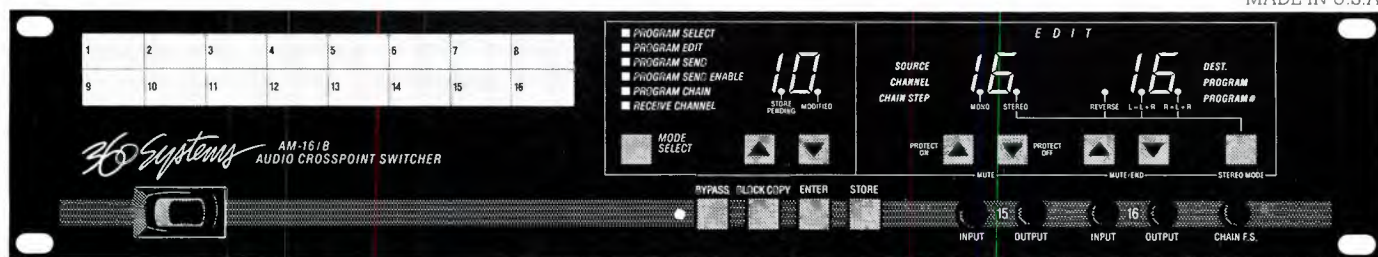 MADE IN U.S.A
1 2 3 4 5 6 7 8
9 10 11 12 13 14 15 16
360 Systems
AM-16/B
AUDIO CROSSPOINT SWITCHER
PROGRAM SELECT
PROGRAM EDIT
PROGRAM SEND
PROGRAM SEND ENABLE
PROGRAM CHAIN
RECEIVE CHANNEL
1.0.
STORE PENDING
MODIFIED
MODE SELECT
EDIT
SOURCE
CHANNEL
CHAIN STEP
1.6.
MONO STEREO
1.6.
REVERSE L=L+R R=L+R
DEST.
PROGRAM
PROGRAM#
PROTECT ON
PROTECT OFF
MUTE
MUTE/END
STEREO MODE
BYPASS BLOCK COPY ENTER STORE
15 16
INPUT OUTPUT INPUT OUTPUT CHAIN F.S.